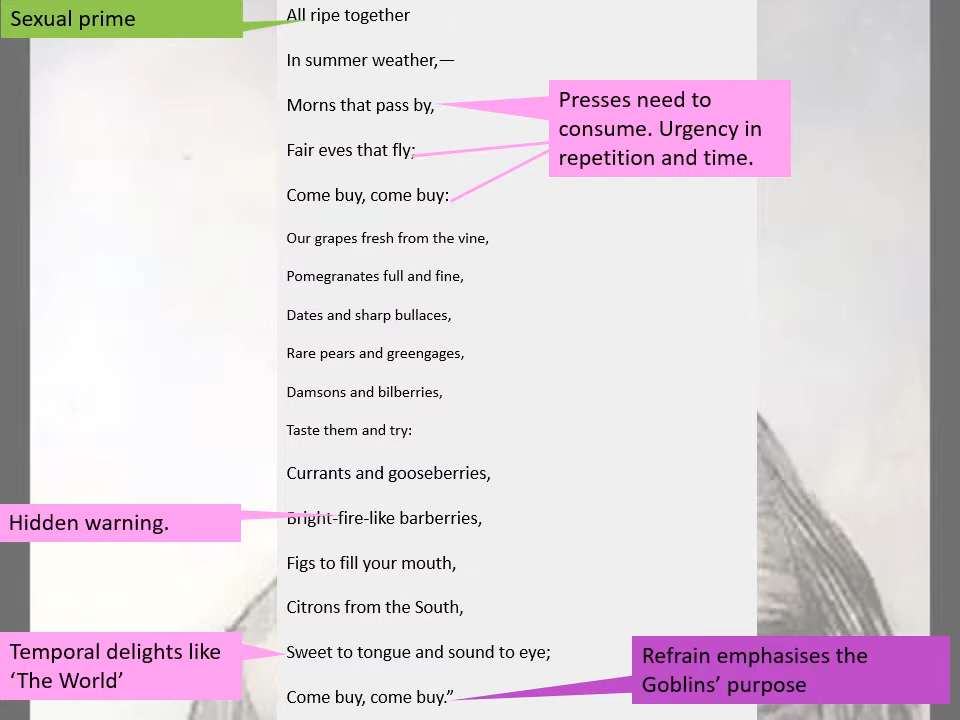 Sexual prime
All ripe together
In summer weather,—
Morns that pass by,
Fair eves that fly;
Come buy, come buy:
Presses need to
consume. Urgency in
repetition and time.
Our grapes fresh from the vine,
Pomegranates full and fine,
Dates and sharp bullaces,
Rare pears and greengages,
Damsons and bilberries,
Taste them and try:
Currants and gooseberries,
Hidden warning.
Bright-fire-like barberries,
Figs to fill your mouth,
Citrons from the South,
Temporal delights like
‘The World’
Sweet to tongue and sound to eye;
Come buy, come buy.”
Refrain emphasises the
Goblins’ purpose